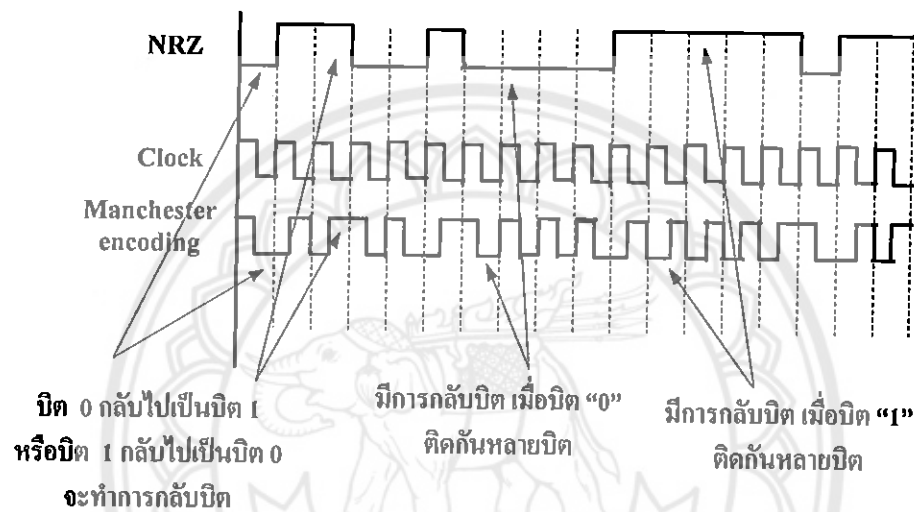 NRZ
Clock
Manchester
encoding
บิต 0 กลับไปเป็นบิต 1
หรือบิต 1 กลับไปเป็นบิต 0
จะทำการกลับบิต
มีการกลับบิต เมื่อบิต “0”
ติดกันหลายบิต
มีการกลับบิต เมื่อบิต “1”
ติดกันหลายบิต